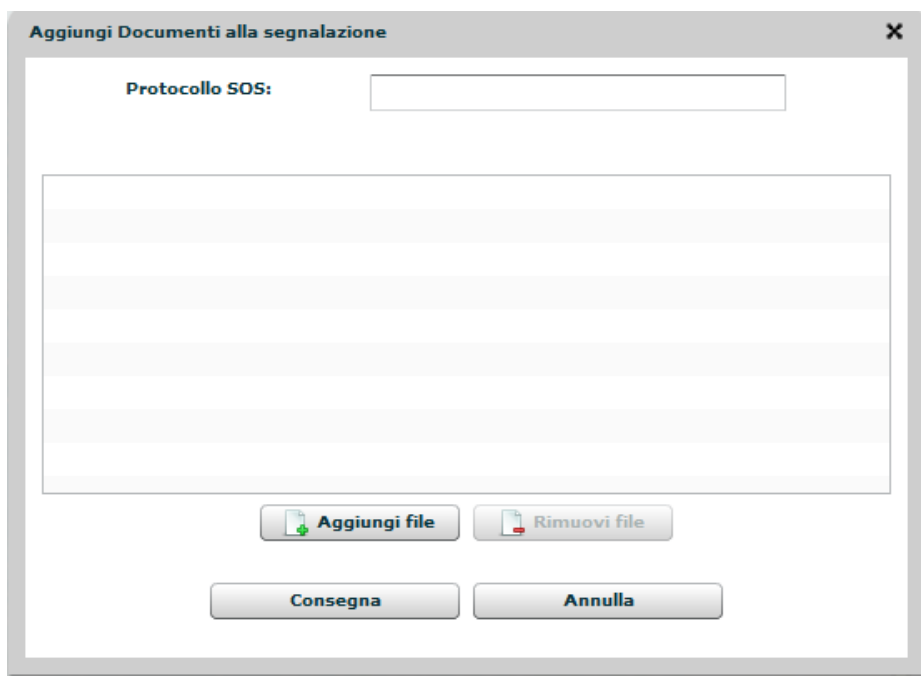 Aggiungi Documenti alla segnalazione
Protocollo SOS:
Aggiungi file Rimuovi file
Consegna Annulla